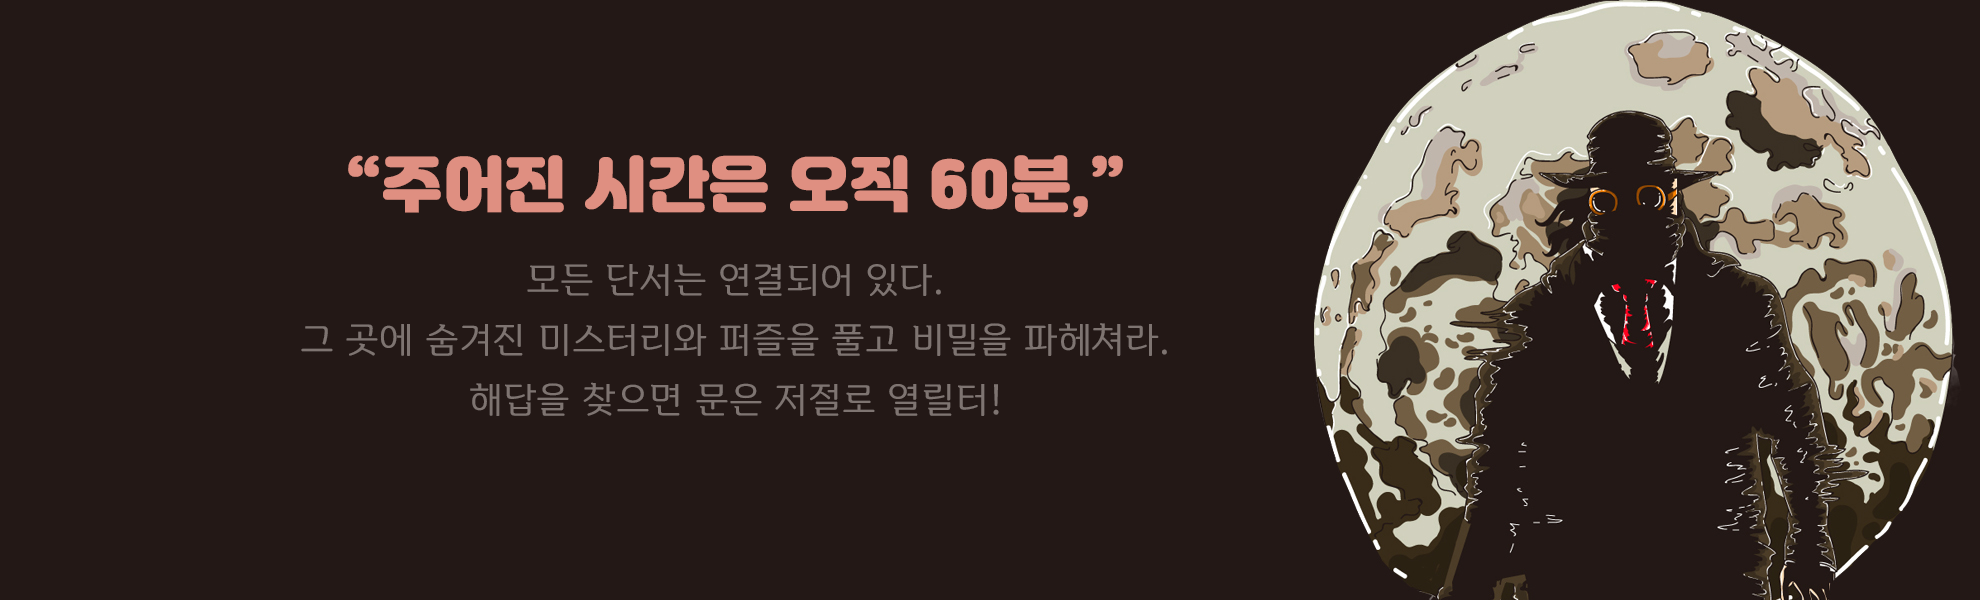 “주어진 시간은 오직 60분,”
모든 단서는 연결되어 있다.
그 곳에 숨겨진 미스터리와 퍼즐을 풀고 비밀을 파헤쳐라.
해답을 찾으면 문은 저절로 열릴터!